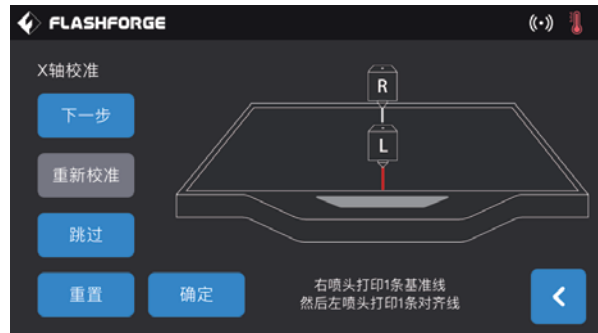 FLASHFORGE
X轴校准
R
下一步
L
重新校准
跳过
重置
确定
右喷头打印1条基准线
然后左喷头打印1条对齐线